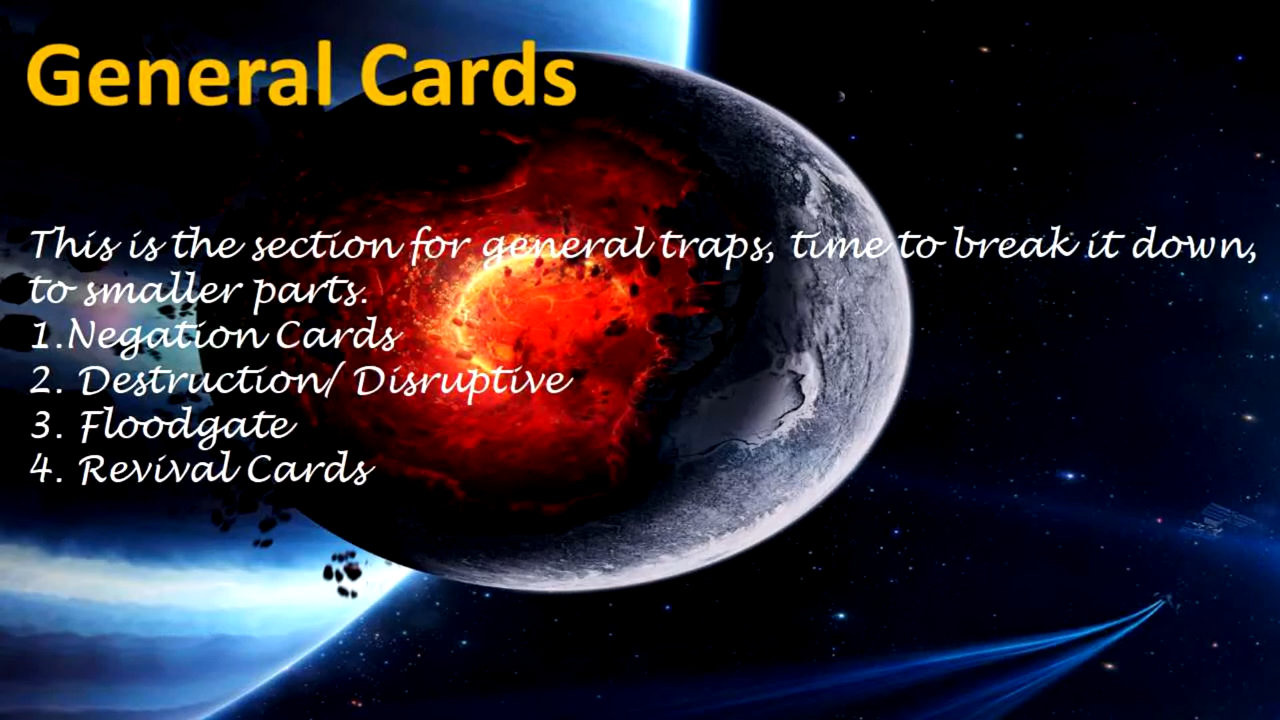 General Cards
This is the section for general traps, time to break it down,
to smaller parts.
1.Negation Cards
2. Destruction/ Disruptive
3. Floodgate
4. Revival Cards